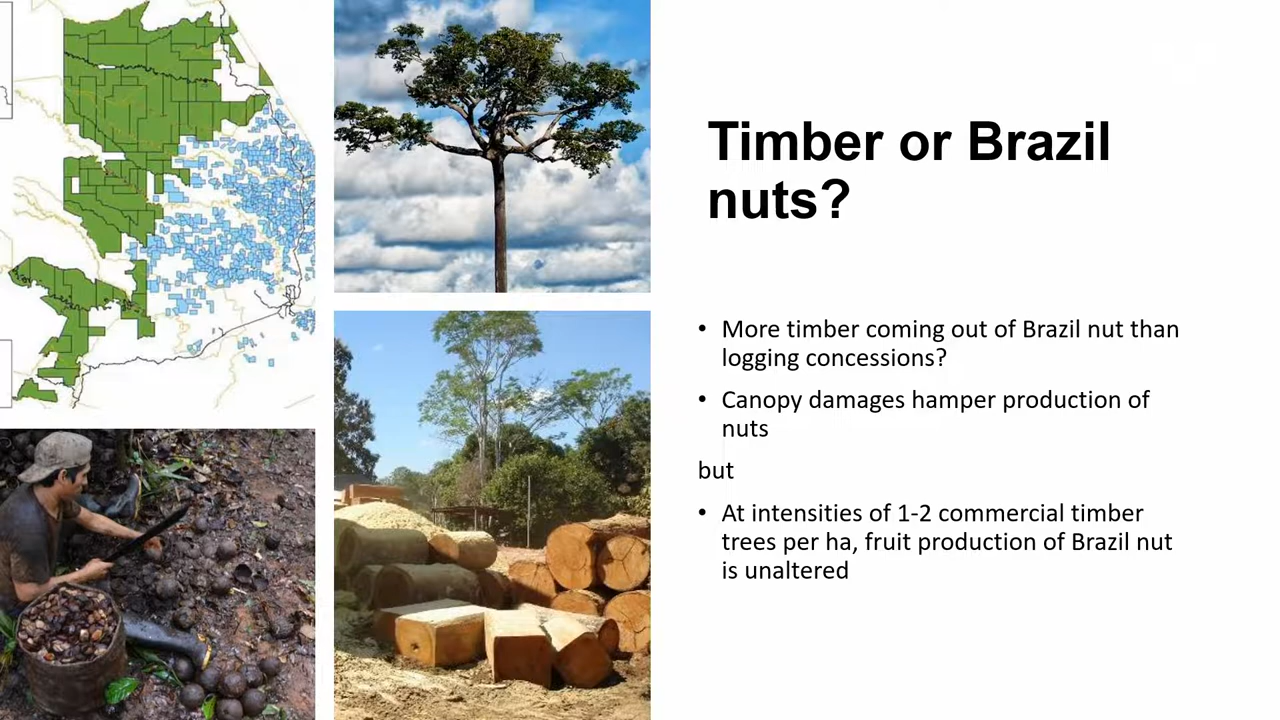 Timber or Brazil
nuts?
• More timber coming out of Brazil nut than
logging concessions?
• Canopy damages hamper production of
nuts
but
• At intensities of 1-2 commercial timber
trees per ha, fruit production of Brazil nut
is unaltered